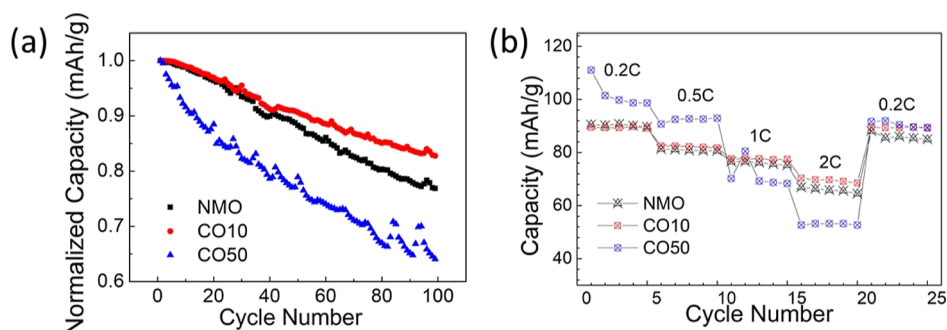 (a)
Normalized Capacity (mAh/g)
1.0
0.9
0.8
0.7
0.6
NMO
CO10
CO50
0 20 40 60 80 100
Cycle Number
(b)
Capacity (mAh/g)
120
100
80
60
40
0.2C
0.5C
1C
2C
0.2C
NMO
CO10
CO50
0 5 10 15 20 25
Cycle Number